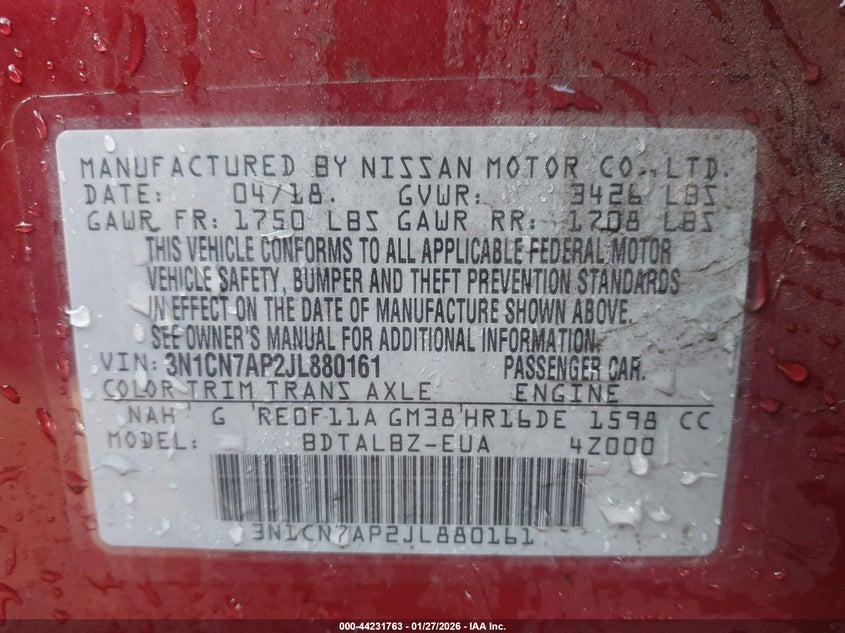 MANUFACTURED BY NISSAN MOTOR CO., LTD.
DATE: 04/18. GVWR: 3426 LBS
GAWR FR: 1750 LBS GAWR RR: 1708 LBS
THIS VEHICLE CONFORMS TO ALL APPLICABLE FEDERAL MOTOR
VEHICLE SAFETY, BUMPER AND THEFT PREVENTION STANDARDS
IN EFFECT ON THE DATE OF MANUFACTURE SHOWN ABOVE.
SEE OWNER'S MANUAL FOR ADDITIONAL INFORMATION.
VIN: 3N1CN7AP2JL880161 PASSENGER CAR.
COLOR TRIM TRANS AXLE ENGINE
NAH G RE0F11A GM38 HR16DE 1598 CC
MODEL: BDTALBZ-EUA 4Z000
3N1CN7AP2JL880161
000-44231763 — 01/27/2026 - IAA Inc.